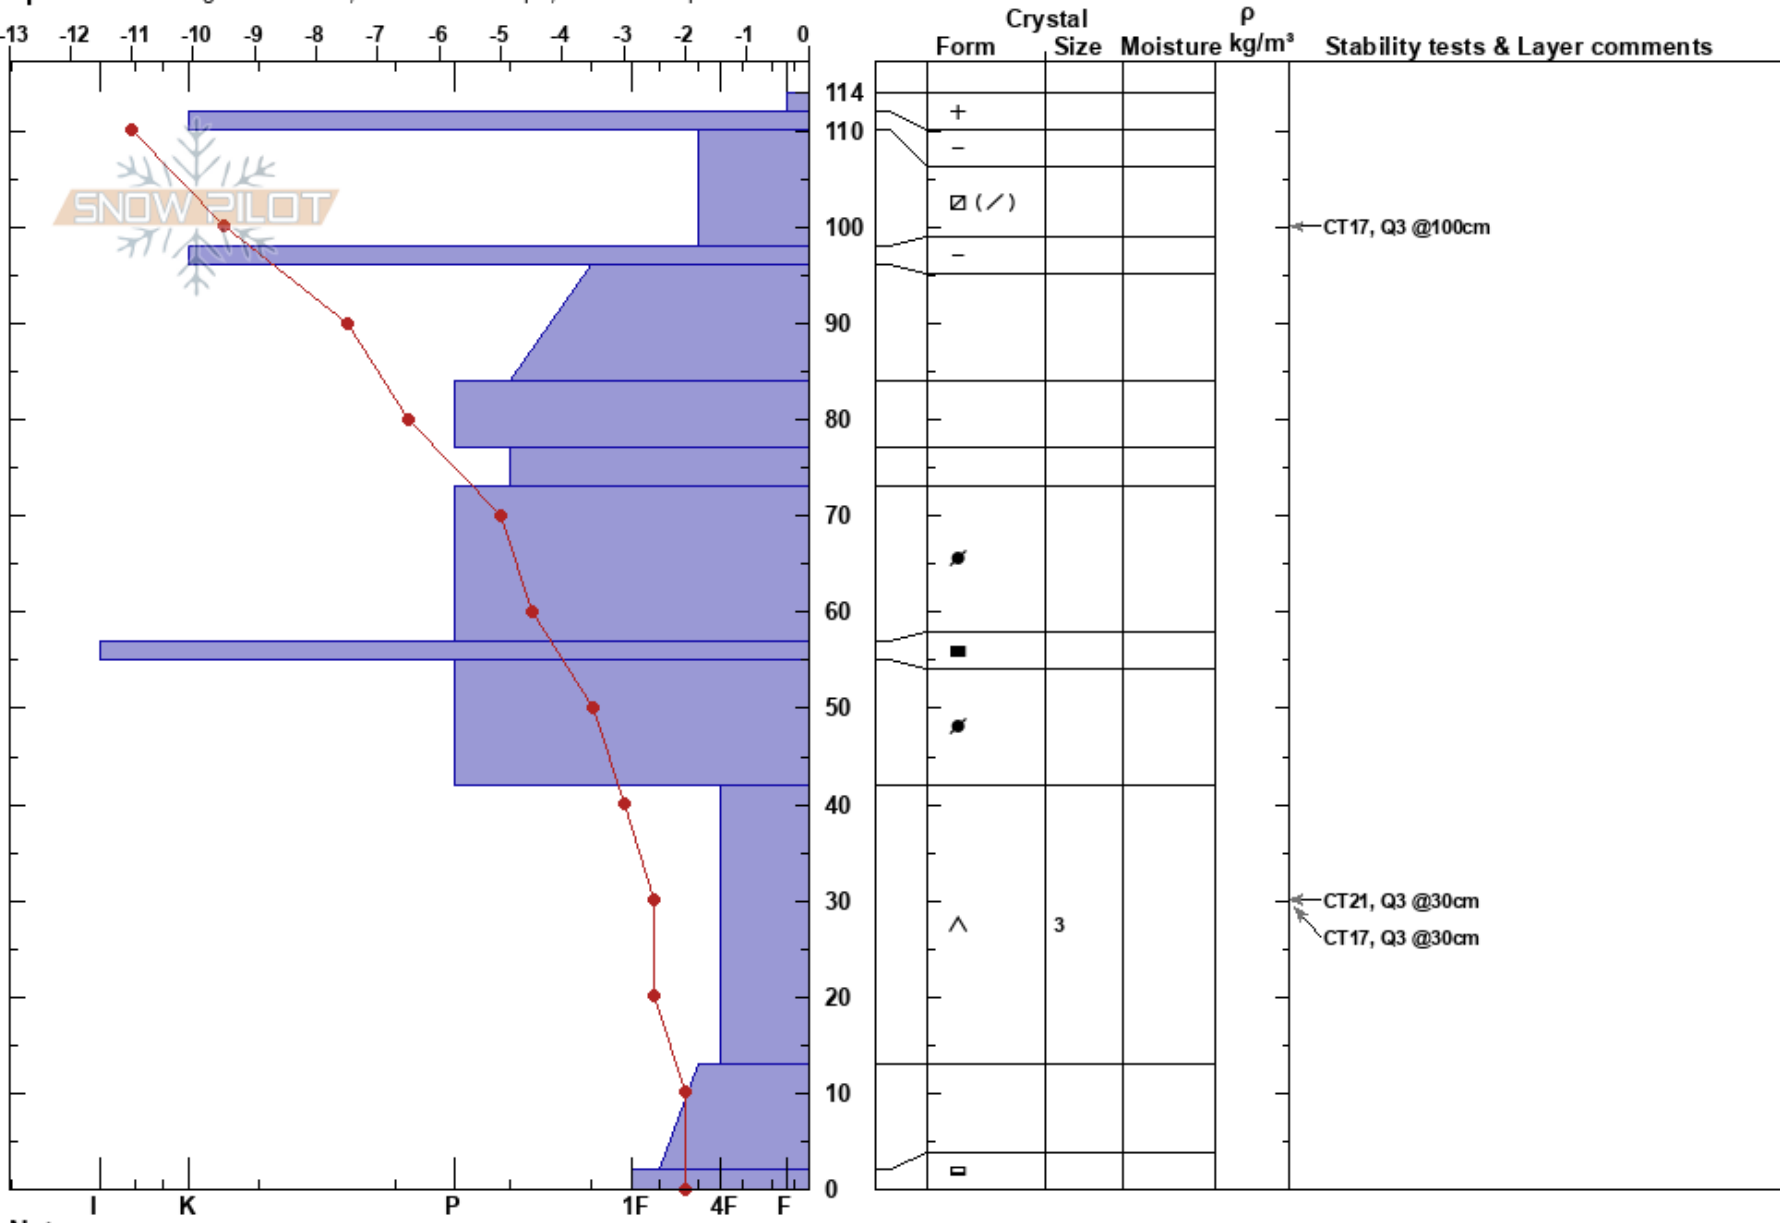 Crystal ρ
-13 -12 -11 -10 -9 -8 -7 -6 -5 -4 -3 -2 -1 0 Form Size Moisture kg/m³ Stability tests & Layer comments
114
+
110
-
SNOW PILOT (/)
100 CT17, Q3 @100cm
-
90
80
70
60
50
40
30 CT21, Q3 @30cm
3 CT17, Q3 @30cm
20
10
0
I K P 1F 4F F